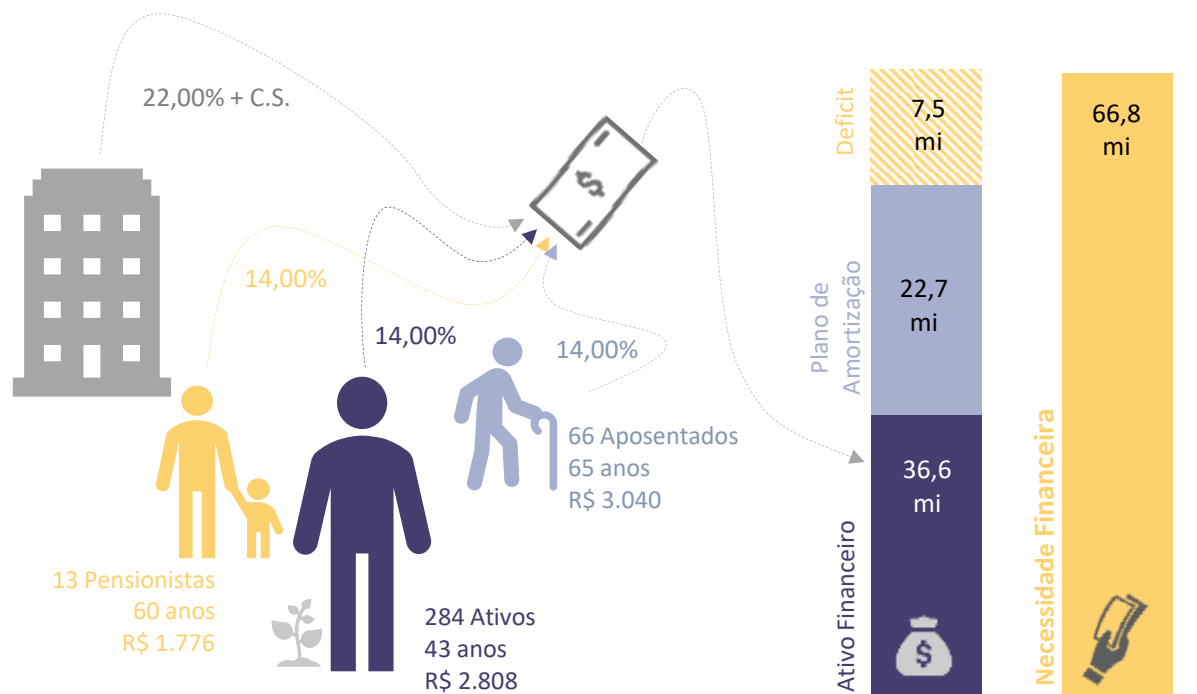 22,00% + C.S.
14,00%
14,00%
14,00%
$
66 Aposentados
65 anos
R$ 3.040
13 Pensionistas
60 anos
R$ 1.776
284 Ativos
43 anos
R$ 2.808
Deficit
7,5
mi
Plano de
Amortização
22,7
mi
Ativo Financeiro
36,6
mi
$
Necessidade Financeira
66,8
mi